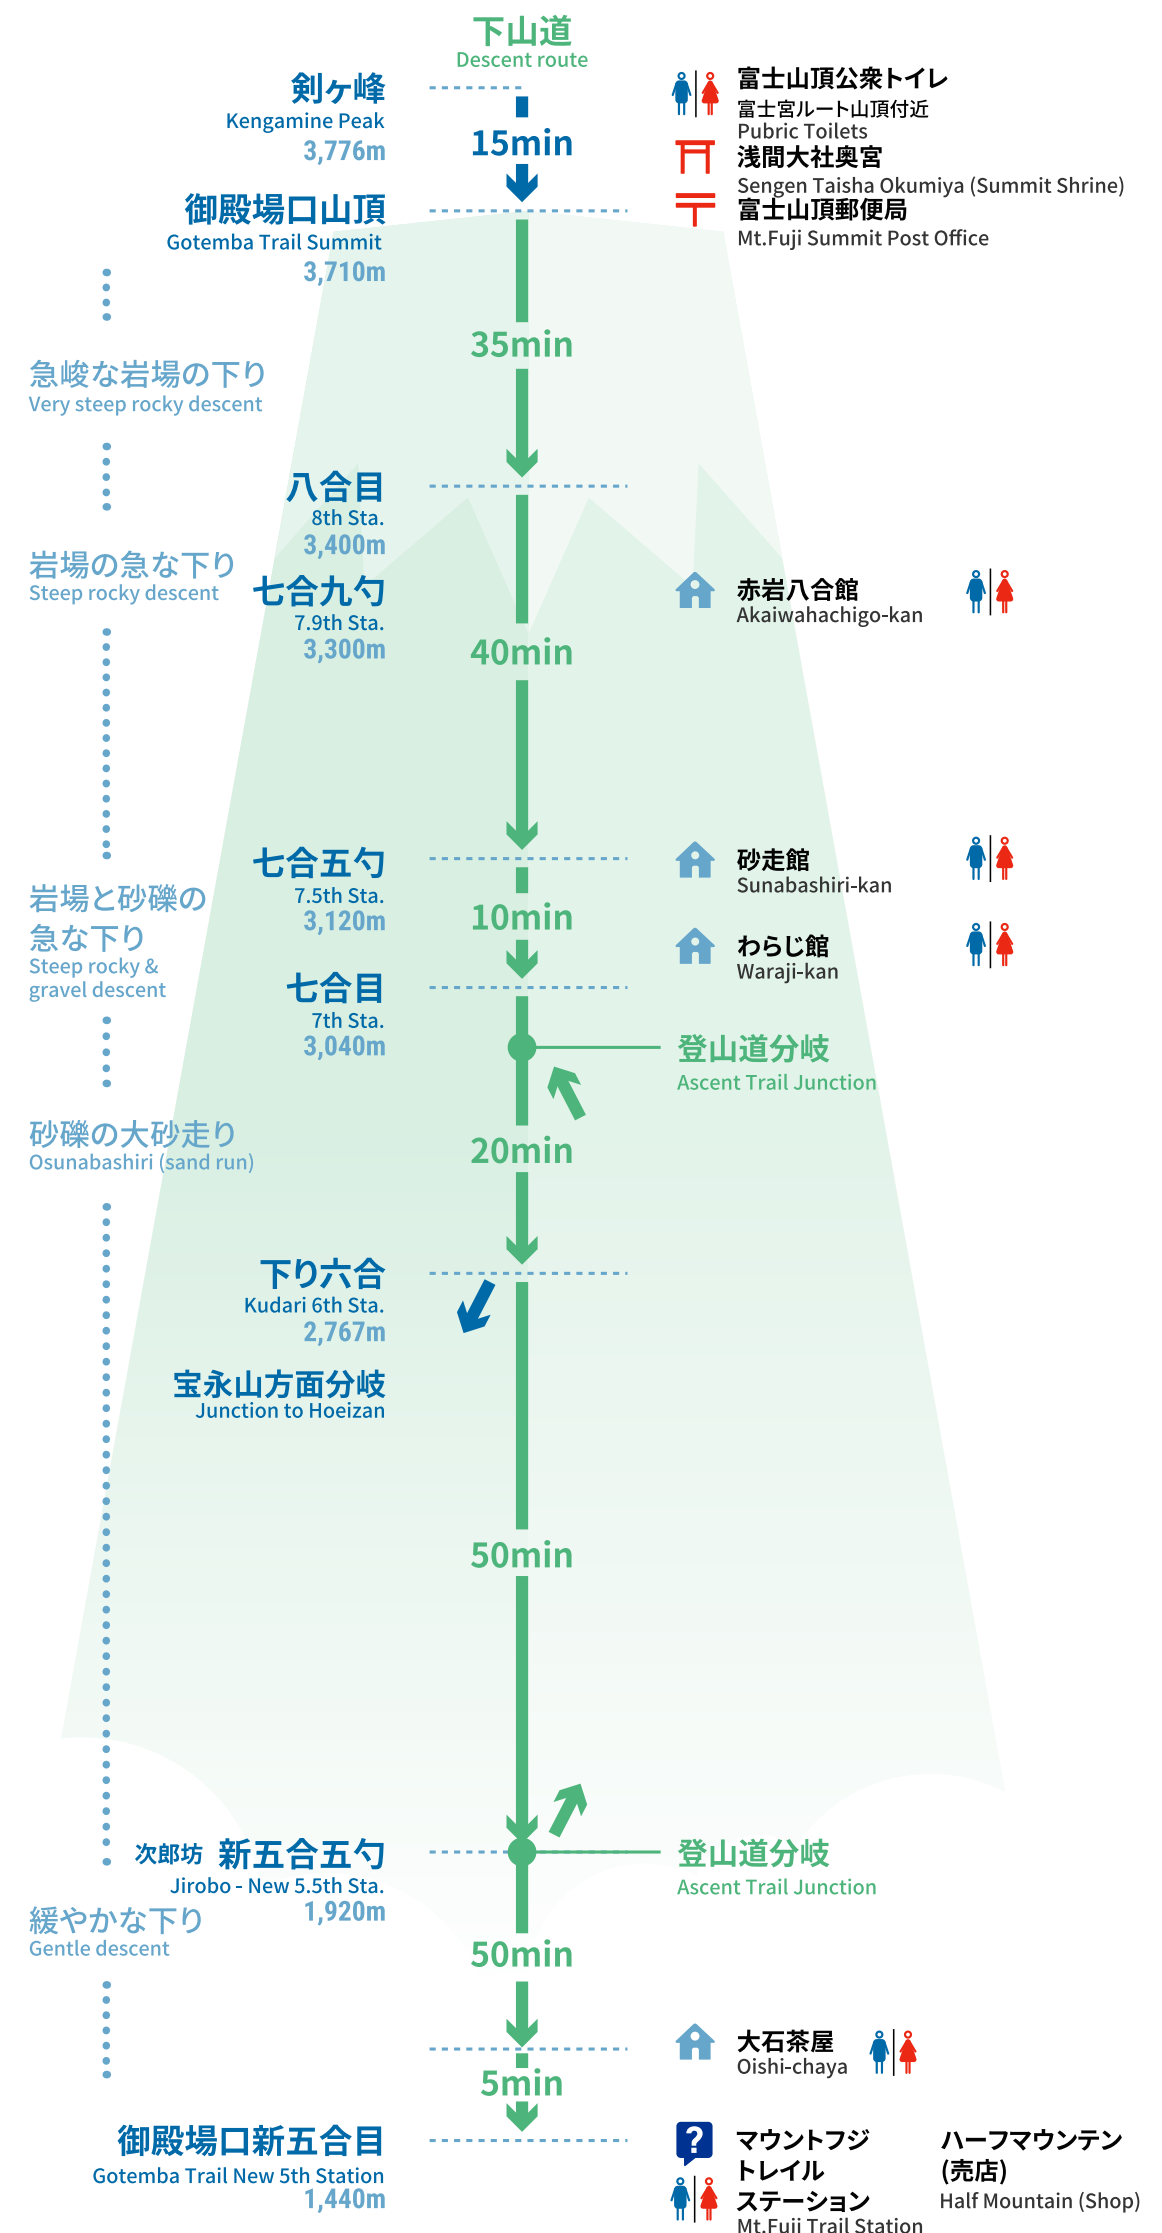 下山道
Descent route
剣ヶ峰
Kengamine Peak
3,776m
15min
富士山頂公衆トイレ
富士宮ルート山頂付近
Pubric Toilets
浅間大社奥宮
Sengen Taisha Okumiya (Summit Shrine)
富士山頂郵便局
Mt.Fuji Summit Post Office
御殿場口山頂
Gotemba Trail Summit
3,710m
35min
急峻な岩場の下り
Very steep rocky descent
八合目
8th Sta.
3,400m
岩場の急な下り
Steep rocky descent
七合九勺
7.9th Sta.
3,300m
赤岩八合館
Akaiwahachigo-kan
40min
七合五勺
7.5th Sta.
3,120m
砂走館
Sunabashiri-kan
岩場と砂礫の
急な下り
Steep rocky &
gravel descent
10min
わらじ館
Waraji-kan
七合目
7th Sta.
3,040m
登山道分岐
Ascent Trail Junction
砂礫の大砂走り
Osunabashiri (sand run)
20min
下り六合
Kudari 6th Sta.
2,767m
宝永山方面分岐
Junction to Hoeizan
50min
次郎坊 新五合五勺
Jirobo - New 5.5th Sta.
1,920m
登山道分岐
Ascent Trail Junction
緩やかな下り
Gentle descent
50min
大石茶屋
Oishi-chaya
5min
御殿場口新五合目
Gotemba Trail New 5th Station
1,440m
?
マウントフジ
トレイル
ステーション
Mt.Fuji Trail Station
ハーフマウンテン
(売店)
Half Mountain (Shop)